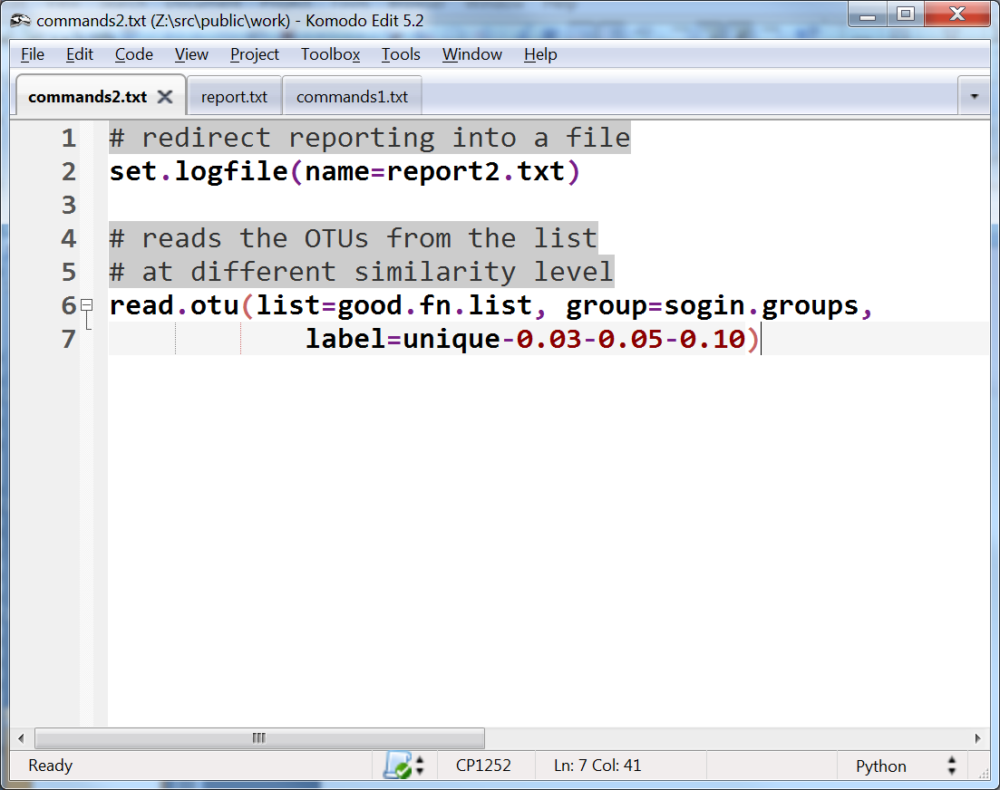 commands2.txt (Z:\src\public\work) - Komodo Edit 5.2
File Edit Code View Project Toolbox Tools Window Help
commands2.txt report.txt commands1.txt
1 # redirect reporting into a file
2 set.logfile(name=report2.txt)
3
4 # reads the OTUs from the list
5 # at different similarity level
6 read.otu(list=good.fn.list, group=sogin.groups,
7 label=unique-0.03-0.05-0.10)
Ready CP1252 Ln: 7 Col: 41 Python